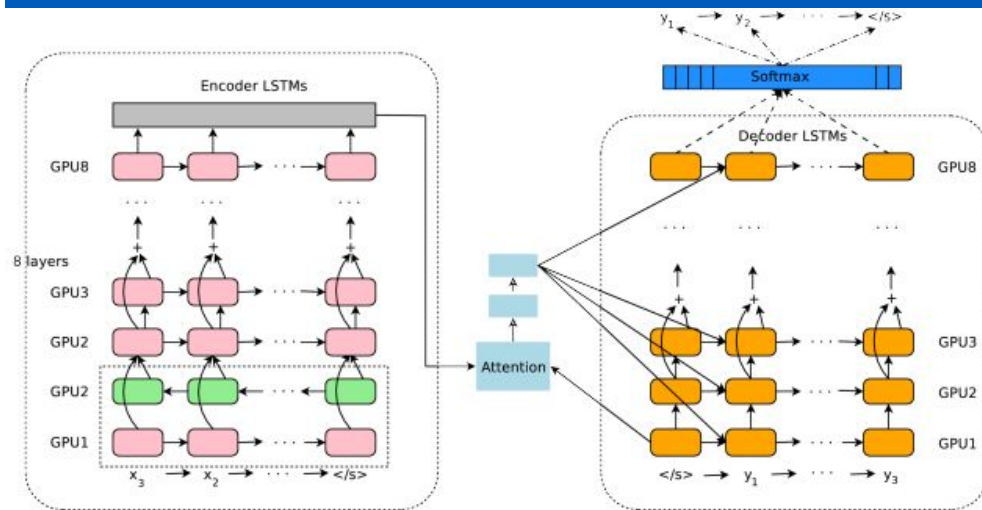 y1 y2 · · · </s>
Softmax
Encoder LSTMs
Decoder LSTMs
GPU8
GPU8
· · ·
· · ·
· · ·
· · ·
· · ·
· · ·
· · ·
· · ·
+ + +
8 layers
GPU3
· · ·
+ + +
GPU2
· · ·
GPU3
· · ·
Attention
GPU2
· · ·
GPU2
· · ·
GPU1
· · ·
GPU1
· · ·
x3 x2 · · · </s>
</s> y1 · · · y3